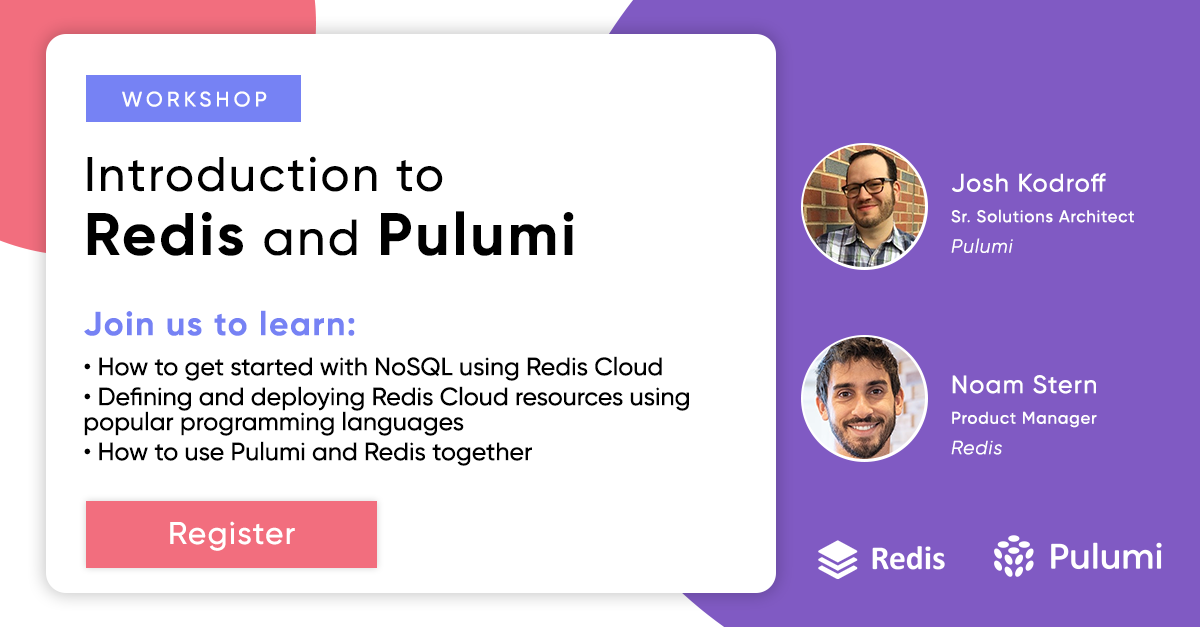 WORKSHOP
Introduction to
Redis and Pulumi
Join us to learn:
• How to get started with NoSQL using Redis Cloud
• Defining and deploying Redis Cloud resources using
popular programming languages
• How to use Pulumi and Redis together
Register
Josh Kodroff
Sr. Solutions Architect
Pulumi
Noam Stern
Product Manager
Redis
Redis
Pulumi